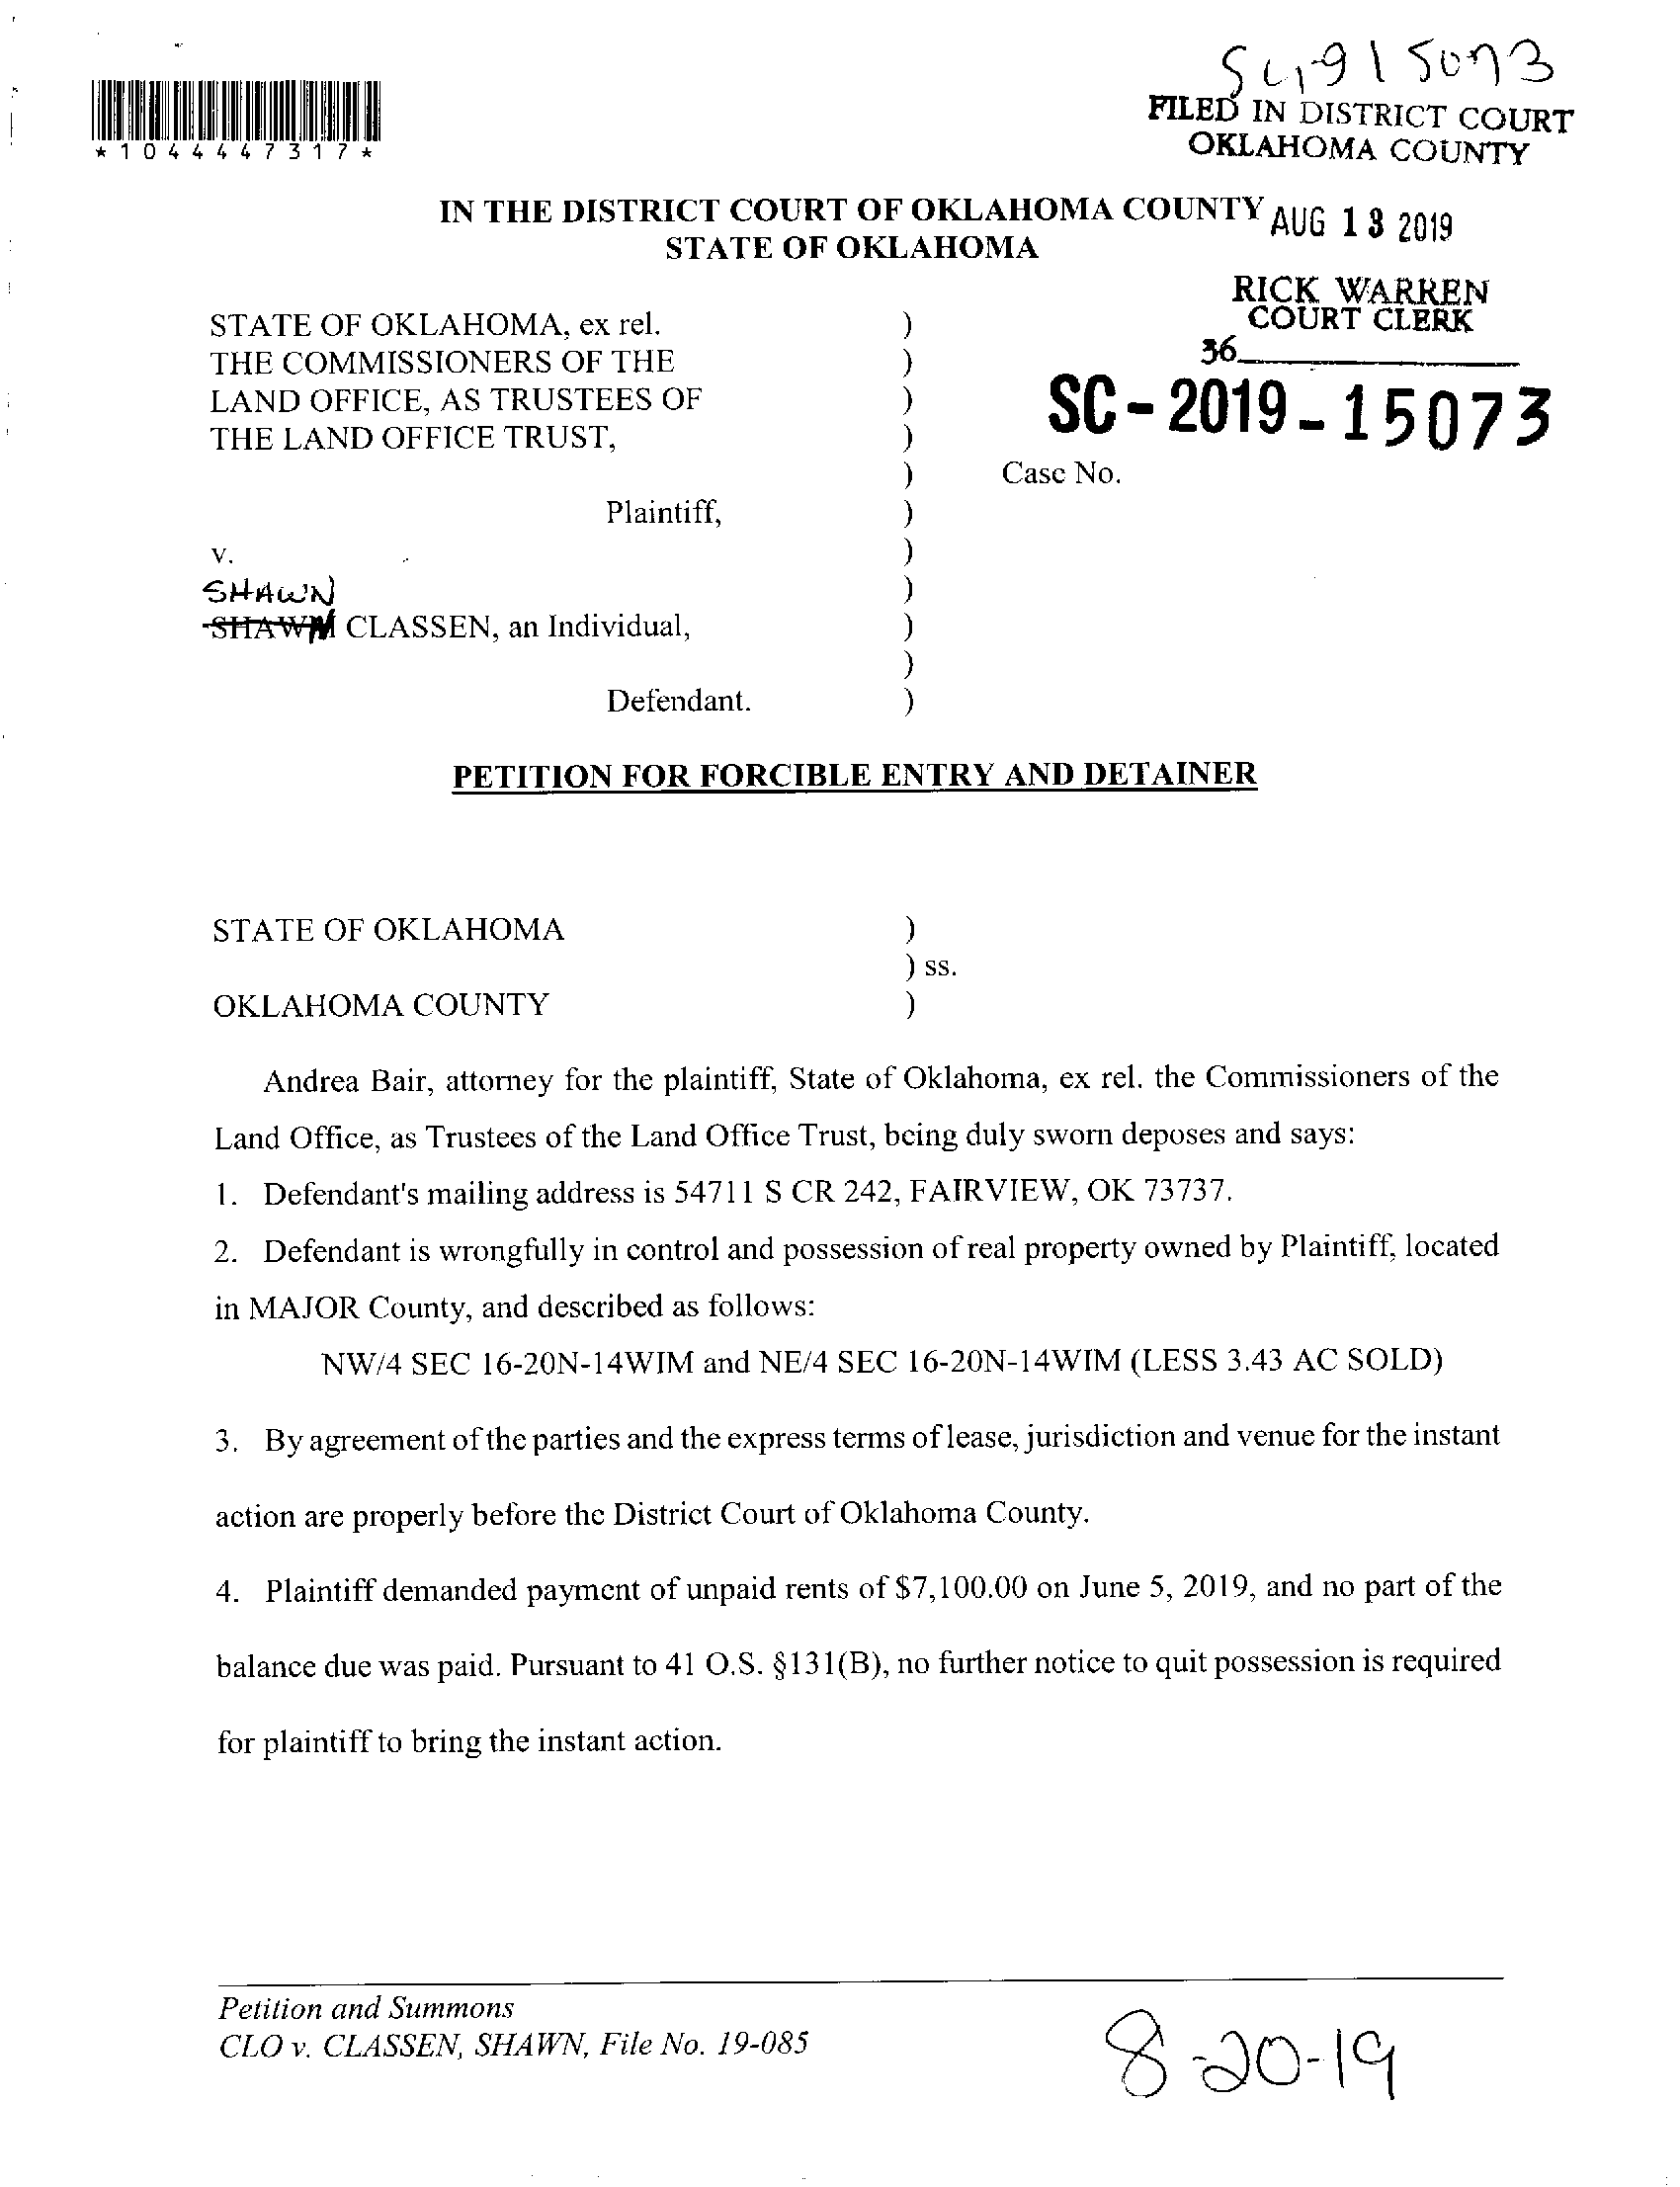 SC1915073
FILED IN DISTRICT COURT
OKLAHOMA COUNTY
*1044447317*
IN THE DISTRICT COURT OF OKLAHOMA COUNTY
STATE OF OKLAHOMA
AUG 13 2019
RICK WARREN
COURT CLERK
36
STATE OF OKLAHOMA, ex rel. )
THE COMMISSIONERS OF THE )
LAND OFFICE, AS TRUSTEES OF )
THE LAND OFFICE TRUST, )
SC-2019-15073
) Case No.
Plaintiff, )
v. )
SHAWN )
SHAWN CLASSEN, an Individual, )
)
Defendant. )
PETITION FOR FORCIBLE ENTRY AND DETAINER
STATE OF OKLAHOMA )
) ss.
OKLAHOMA COUNTY )
Andrea Bair, attorney for the plaintiff, State of Oklahoma, ex rel. the Commissioners of the
Land Office, as Trustees of the Land Office Trust, being duly sworn deposes and says:
1. Defendant's mailing address is 54711 S CR 242, FAIRVIEW, OK 73737.
2. Defendant is wrongfully in control and possession of real property owned by Plaintiff, located
in MAJOR County, and described as follows:
NW/4 SEC 16-20N-14WIM and NE/4 SEC 16-20N-14WIM (LESS 3.43 AC SOLD)
3. By agreement of the parties and the express terms of lease, jurisdiction and venue for the instant
action are properly before the District Court of Oklahoma County.
4. Plaintiff demanded payment of unpaid rents of $7,100.00 on June 5, 2019, and no part of the
balance due was paid. Pursuant to 41 O.S. §131(B), no further notice to quit possession is required
for plaintiff to bring the instant action.
Petition and Summons
CLO v. CLASSEN, SHAWN, File No. 19-085
8-20-19